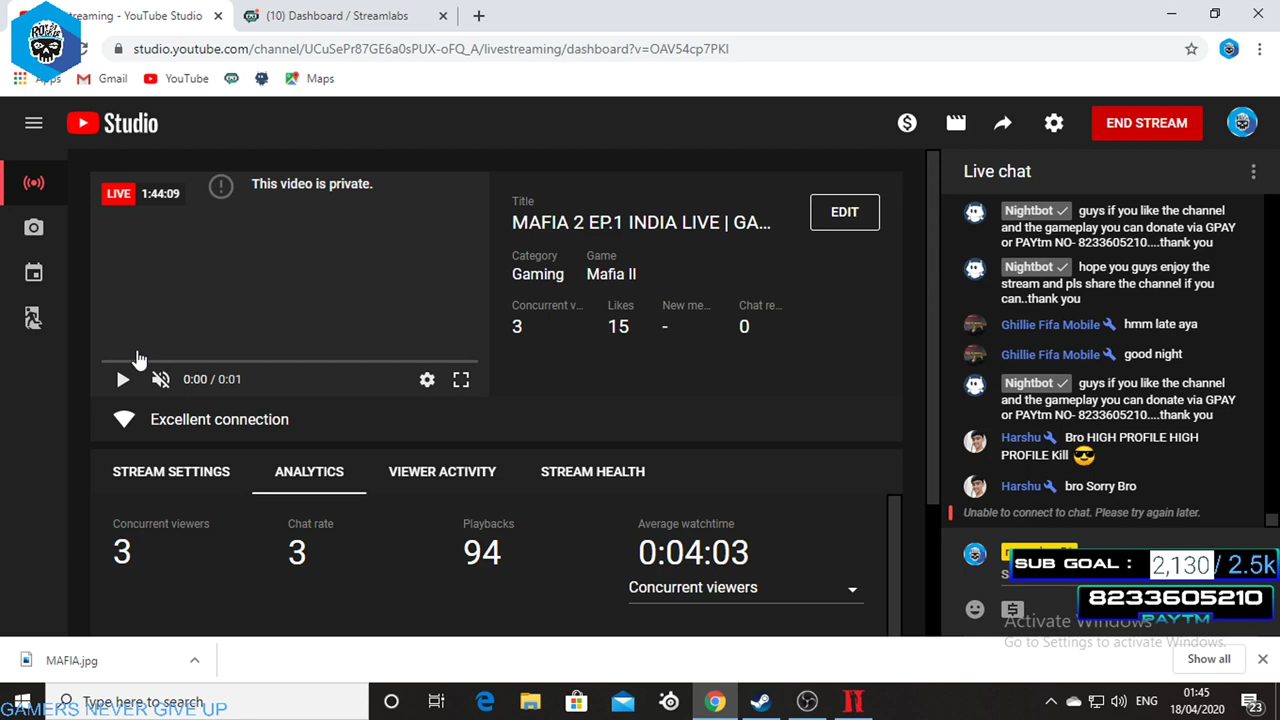 treaming - YouTube Studio
(10) Dashboard / Streamlabs
studio.youtube.com/channel/UCuSePr87GE6a0sPUX-oFQ_A/livestreaming/dashboard?v=OAV54cp7PKI
Apps
Gmail
YouTube
Maps
Studio
END STREAM
LIVE 1:44:09
This video is private.
0:00 / 0:01
Excellent connection
Title
MAFIA 2 EP.1 INDIA LIVE | GA...
EDIT
Category
Game
Gaming
Mafia II
Concurrent v...
Likes
New me...
Chat re...
3
15
-
0
STREAM SETTINGS
ANALYTICS
VIEWER ACTIVITY
STREAM HEALTH
Concurrent viewers
Chat rate
Playbacks
Average watchtime
3
3
94
0:04:03
Concurrent viewers
Live chat
Nightbot ✓ guys if you like the channel
and the gameplay you can donate via GPAY
or PAYtm NO- 8233605210....thank you
Nightbot ✓ hope you guys enjoy the
stream and pls share the channel if you
can..thank you
Ghillie Fifa Mobile hmm late aya
Ghillie Fifa Mobile good night
Nightbot ✓ guys if you like the channel
and the gameplay you can donate via GPAY
or PAYtm NO- 8233605210....thank you
Harshu Bro HIGH PROFILE HIGH
PROFILE Kill 😎
Harshu bro Sorry Bro
Unable to connect to chat. Please try again later.
SUB GOAL : 2,130 / 2.5k
8233605210
PAYTM
Activate Windows
Go to Settings to activate Windows.
MAFIA.jpg
Show all
Type here to search
GAMERS NEVER GIVE UP
ENG
01:45
18/04/2020
23